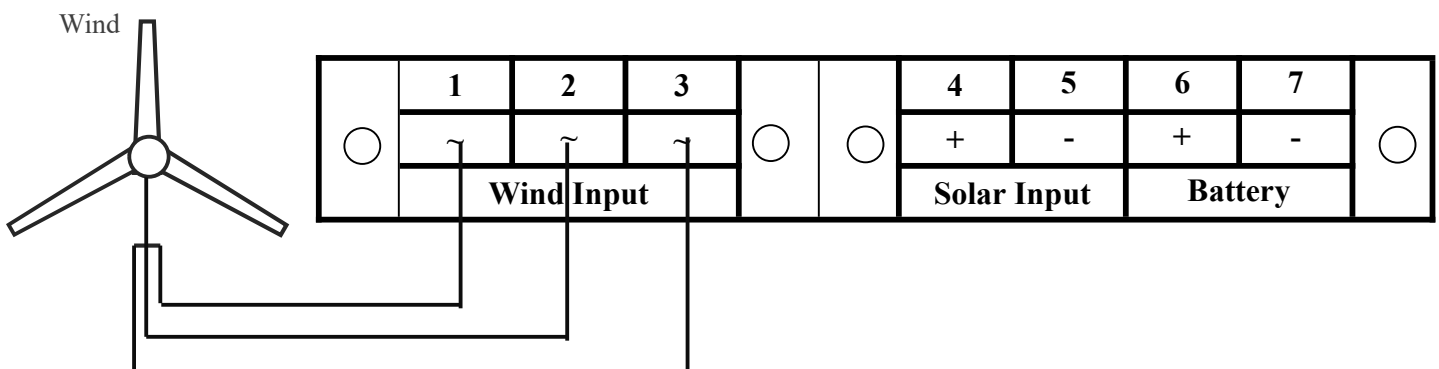 Wind
1 2 3 4 5 6 7
~ ~ ~ + - + -
Wind Input Solar Input Battery